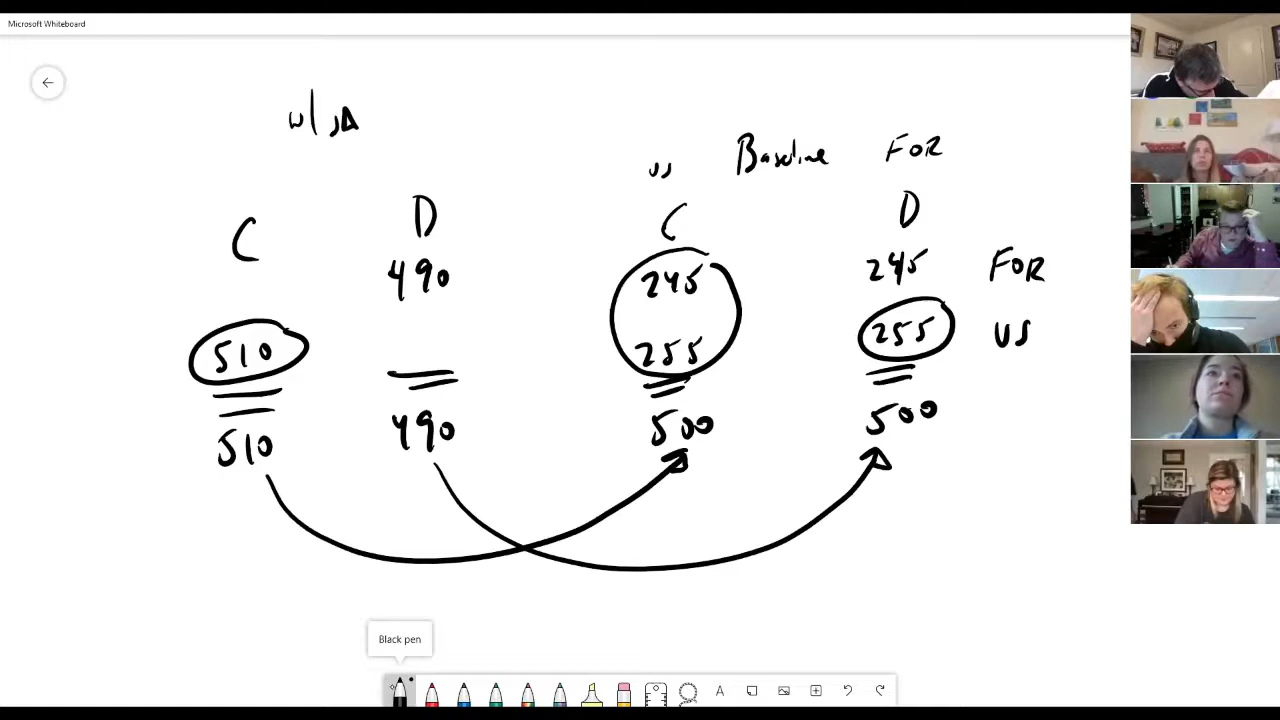 Microsoft Whiteboard
w/
us Baseline FOR
C D C D
490 245 245 FOR
510 255 255 US
510 490 500 500
Black pen
A